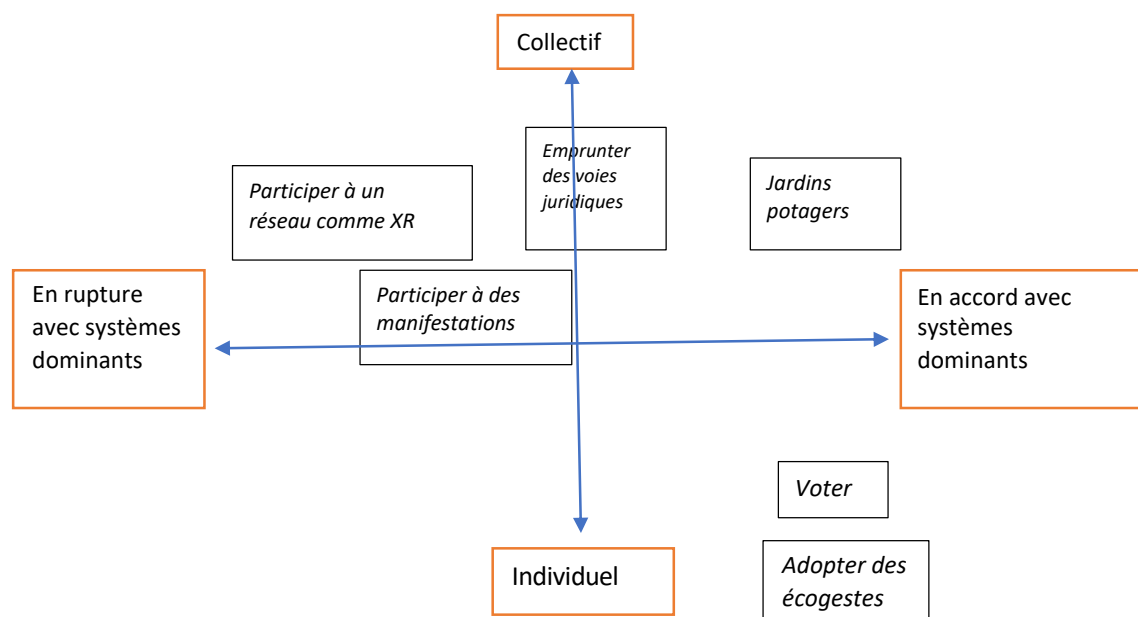 Collectif
Emprunter
des voies
juridiques
Participer à un
réseau comme XR
Jardins
potagers
En rupture
avec systèmes
dominants
Participer à des
manifestations
En accord avec
systèmes
dominants
Voter
Individuel
Adopter des
écogestes